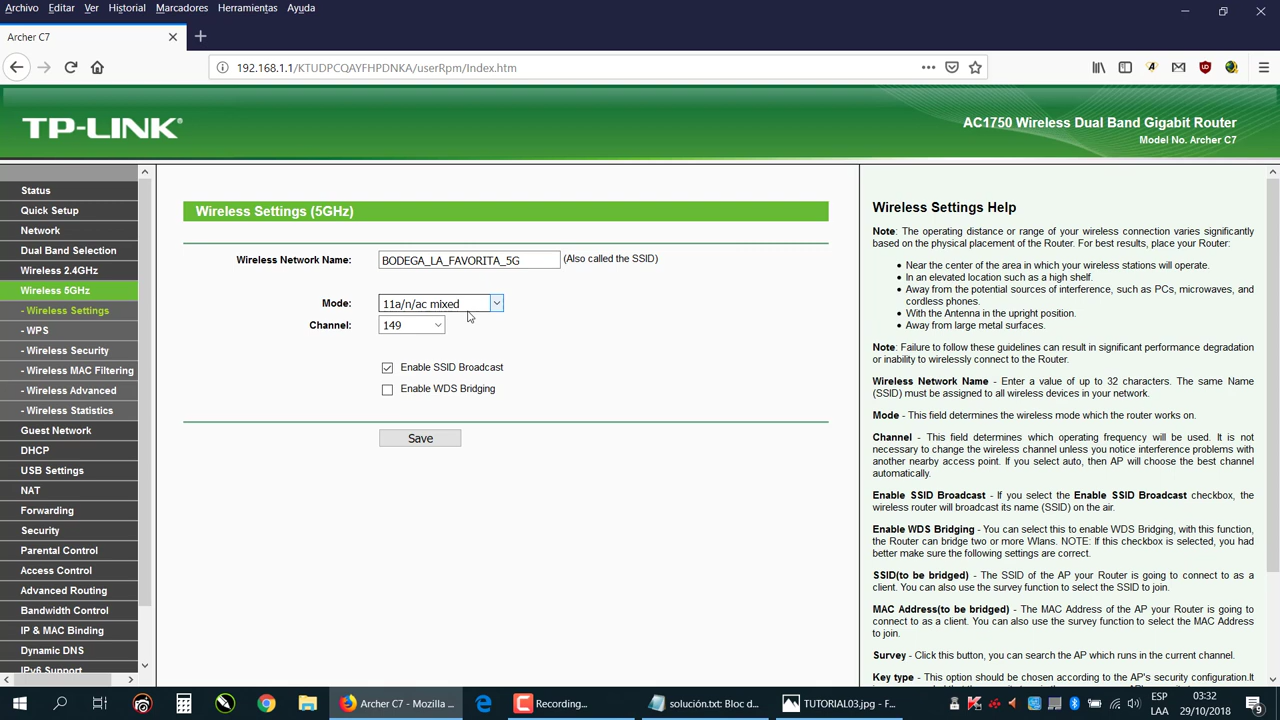 Archivo Editar Ver Historial Marcadores Herramientas Ayuda
Archer C7
192.168.1.1/KTUDPCQAYFHPDNKA/userRpm/Index.htm
TP-LINK
AC1750 Wireless Dual Band Gigabit Router
Model No. Archer C7
Status
Quick Setup
Network
Dual Band Selection
Wireless 2.4GHz
Wireless 5GHz
- Wireless Settings
- WPS
- Wireless Security
- Wireless MAC Filtering
- Wireless Advanced
- Wireless Statistics
Guest Network
DHCP
USB Settings
NAT
Forwarding
Security
Parental Control
Access Control
Advanced Routing
Bandwidth Control
IP & MAC Binding
Dynamic DNS
IPv6 Support
Wireless Settings (5GHz)
Wireless Network Name: BODEGA_LA_FAVORITA_5G (Also called the SSID)
Mode: 11a/n/ac mixed
Channel: 149
Enable SSID Broadcast
Enable WDS Bridging
Save
Wireless Settings Help
Note: The operating distance or range of your wireless connection varies significantly
based on the physical placement of the Router. For best results, place your Router:
Near the center of the area in which your wireless stations will operate.
In an elevated location such as a high shelf.
Away from the potential sources of interference, such as PCs, microwaves, and
cordless phones.
With the Antenna in the upright position.
Away from large metal surfaces.
Note: Failure to follow these guidelines can result in significant performance degradation
or inability to wirelessly connect to the Router.
Wireless Network Name - Enter a value of up to 32 characters. The same Name
(SSID) must be assigned to all wireless devices in your network.
Mode - This field determines the wireless mode which the router works on.
Channel - This field determines which operating frequency will be used. It is not
necessary to change the wireless channel unless you notice interference problems with
another nearby access point. If you select auto, then AP will choose the best channel
automatically.
Enable SSID Broadcast - If you select the Enable SSID Broadcast checkbox, the
wireless router will broadcast its name (SSID) on the air.
Enable WDS Bridging - You can select this to enable WDS Bridging, with this function,
the Router can bridge two or more Wlans. NOTE: If this checkbox is selected, you had
better make sure the following settings are correct.
SSID(to be bridged) - The SSID of the AP your Router is going to connect to as a
client. You can also use the survey function to select the SSID to join.
MAC Address(to be bridged) - The MAC Address of the AP your Router is going to
connect to as a client. You can also use the survey function to select the MAC Address
to join.
Survey - Click this button, you can search the AP which runs in the current channel.
Key type - This option should be chosen according to the AP's security configuration.It
Archer C7 - Mozilla ...
Recording...
solución.txt: Bloc d...
TUTORIAL03.jpg - F...
ESP
LAA
03:32
29/10/2018